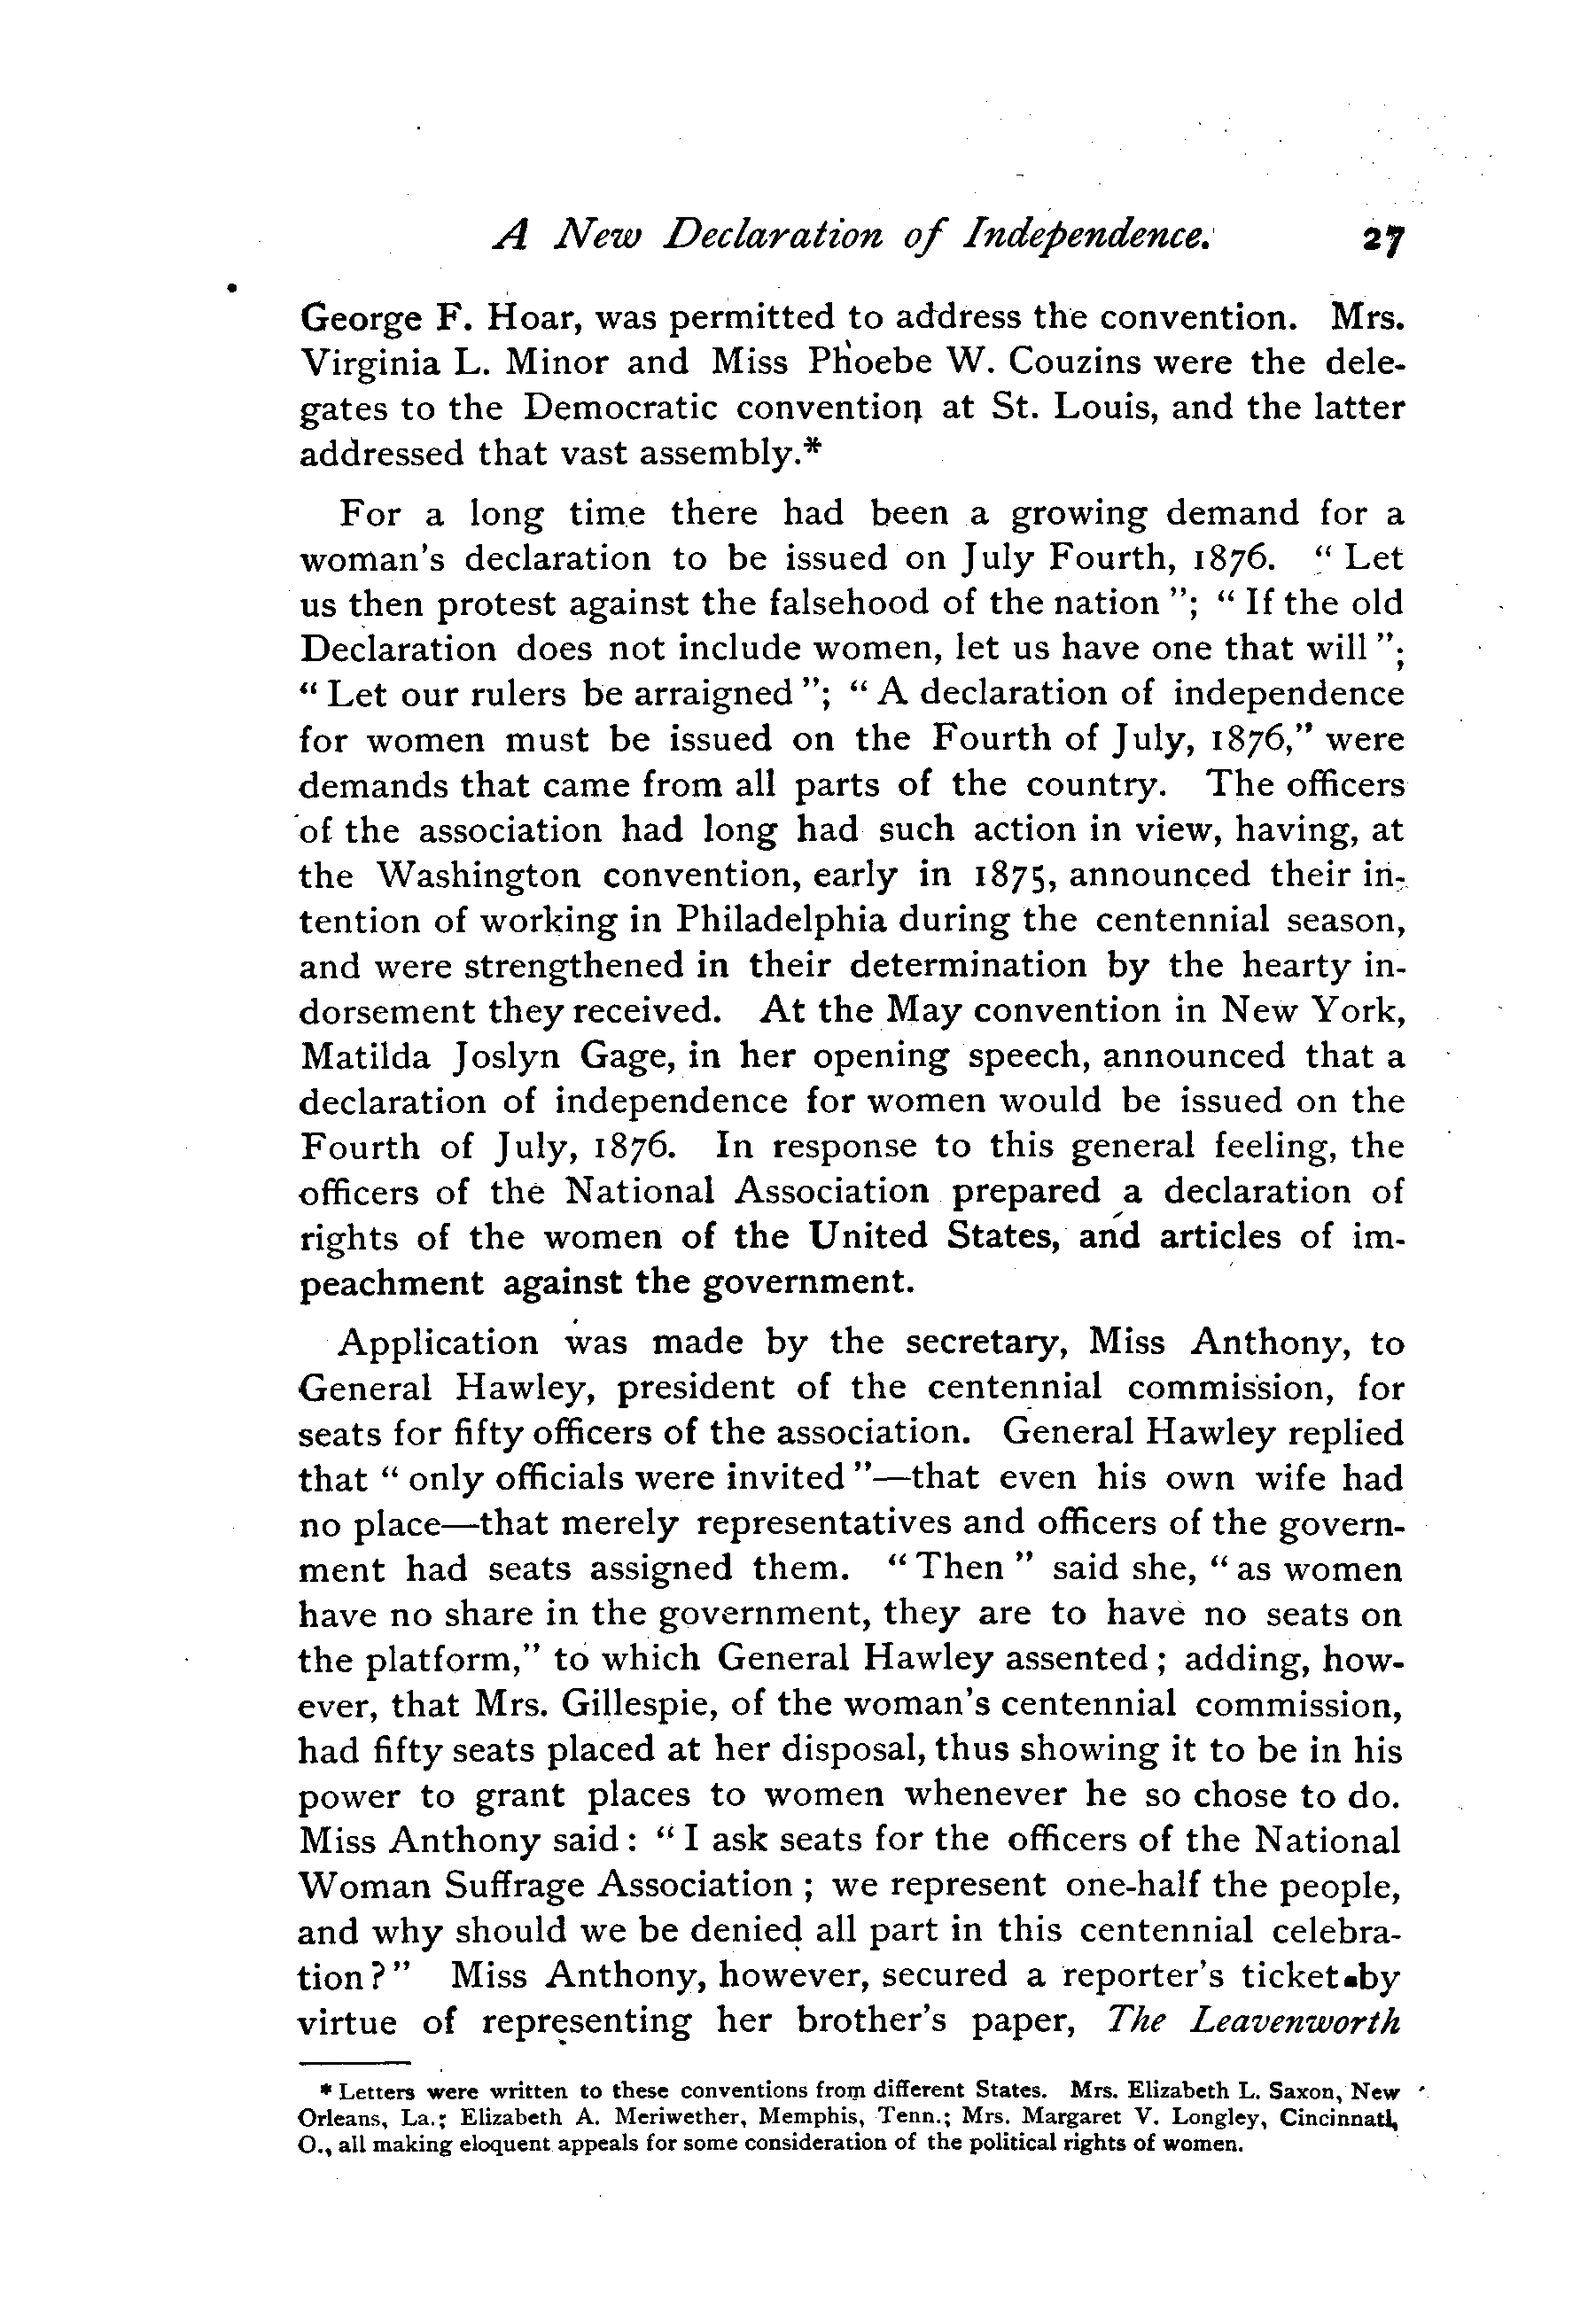 A New Declaration of Independence. 27
George F. Hoar, was permitted to address the convention. Mrs.
Virginia L. Minor and Miss Phoebe W. Couzins were the dele-
gates to the Democratic convention at St. Louis, and the latter
addressed that vast assembly.*
For a long time there had been a growing demand for a
woman's declaration to be issued on July Fourth, 1876. " Let
us then protest against the falsehood of the nation "; " If the old
Declaration does not include women, let us have one that will ";
" Let our rulers be arraigned "; " A declaration of independence
for women must be issued on the Fourth of July, 1876," were
demands that came from all parts of the country. The officers
of the association had long had such action in view, having, at
the Washington convention, early in 1875, announced their in-
tention of working in Philadelphia during the centennial season,
and were strengthened in their determination by the hearty in-
dorsement they received. At the May convention in New York,
Matilda Joslyn Gage, in her opening speech, announced that a
declaration of independence for women would be issued on the
Fourth of July, 1876. In response to this general feeling, the
officers of the National Association prepared a declaration of
rights of the women of the United States, and articles of im-
peachment against the government.
Application was made by the secretary, Miss Anthony, to
General Hawley, president of the centennial commission, for
seats for fifty officers of the association. General Hawley replied
that " only officials were invited "—that even his own wife had
no place—that merely representatives and officers of the govern-
ment had seats assigned them. " Then " said she, " as women
have no share in the government, they are to have no seats on
the platform," to which General Hawley assented ; adding, how-
ever, that Mrs. Gillespie, of the woman's centennial commission,
had fifty seats placed at her disposal, thus showing it to be in his
power to grant places to women whenever he so chose to do.
Miss Anthony said : " I ask seats for the officers of the National
Woman Suffrage Association ; we represent one-half the people,
and why should we be denied all part in this centennial celebra-
tion ? " Miss Anthony, however, secured a reporter's ticket by
virtue of representing her brother's paper, The Leavenworth
* Letters were written to these conventions from different States. Mrs. Elizabeth L. Saxon, New
Orleans, La.; Elizabeth A. Meriwether, Memphis, Tenn.; Mrs. Margaret V. Longley, Cincinnati,
O., all making eloquent appeals for some consideration of the political rights of women.